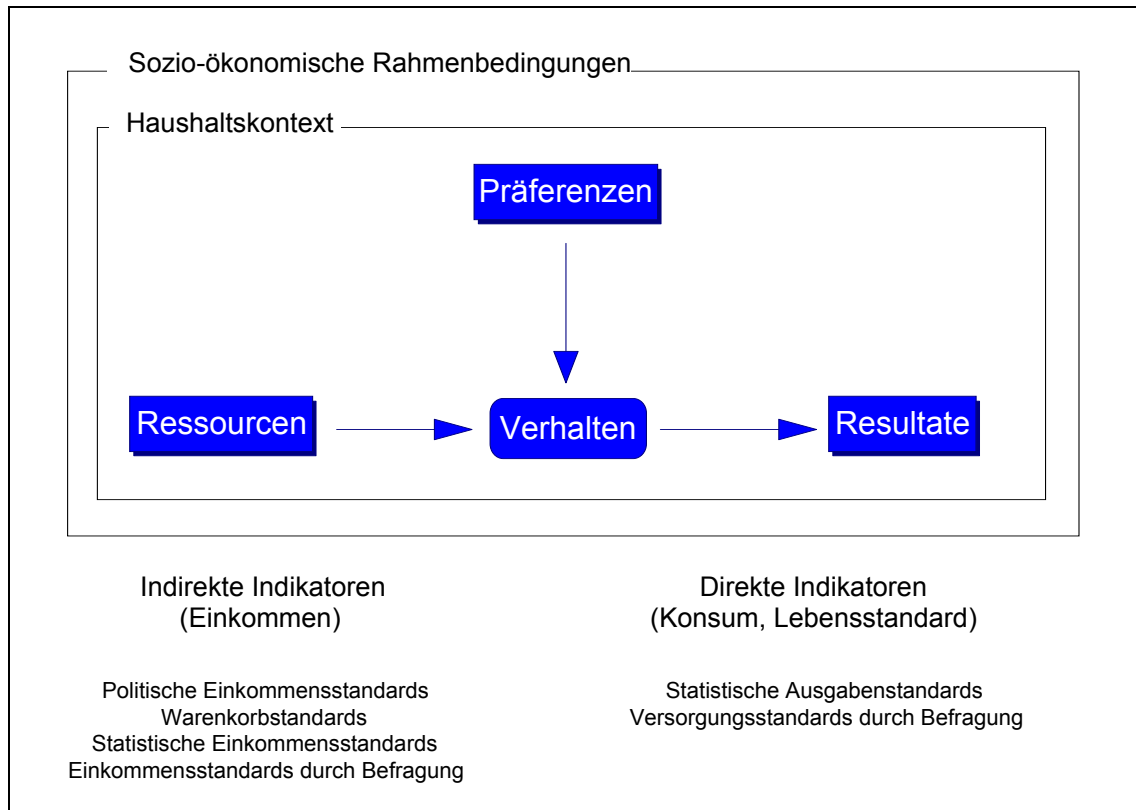 Sozio-ökonomische Rahmenbedingungen
Haushaltskontext
Präferenzen
Ressourcen
Verhalten
Resultate
Indirekte Indikatoren
(Einkommen)
Direkte Indikatoren
(Konsum, Lebensstandard)
Politische Einkommensstandards
Warenkorbstandards
Statistische Einkommensstandards
Einkommensstandards durch Befragung
Statistische Ausgabenstandards
Versorgungsstandards durch Befragung